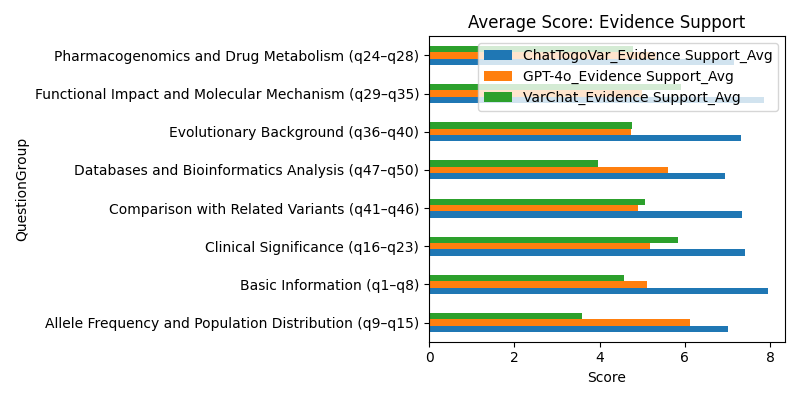 Average Score: Evidence Support
ChatTogoVar_Evidence Support_Avg
GPT-4o_Evidence Support_Avg
VarChat_Evidence Support_Avg
QuestionGroup
Pharmacogenomics and Drug Metabolism (q24–q28)
Functional Impact and Molecular Mechanism (q29–q35)
Evolutionary Background (q36–q40)
Databases and Bioinformatics Analysis (q47–q50)
Comparison with Related Variants (q41–q46)
Clinical Significance (q16–q23)
Basic Information (q1–q8)
Allele Frequency and Population Distribution (q9–q15)
0 2 4 6 8
Score